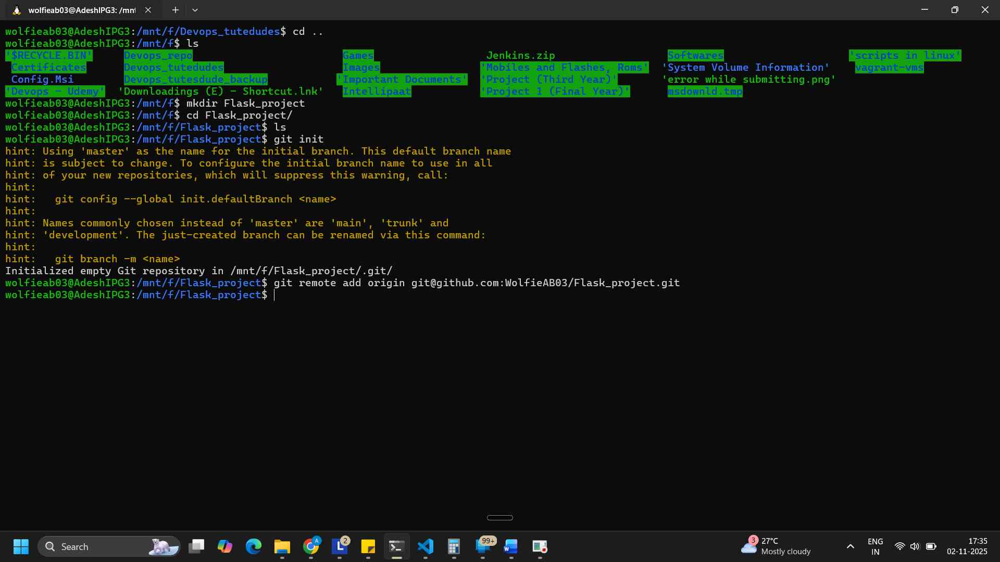 wolfieab03@AdeshIPG3: /mnt
wolfieab03@AdeshIPG3:/mnt/f/Devops_tutedudes$ cd ..
wolfieab03@AdeshIPG3:/mnt/f$ ls
'$RECYCLE.BIN' Devops_repo Games Jenkins.zip Softwares 'scripts in linux'
Certificates Devops_tutedudes Images 'Mobiles and Flashes, Roms' 'System Volume Information' vagrant-vms
Config.Msi Devops_tutesdude_backup 'Important Documents' 'Project (Third Year)' 'error while submitting.png'
'Devops - Udemy' 'Downloadings (E) - Shortcut.lnk' Intellipaat 'Project 1 (Final Year)' msdownld.tmp
wolfieab03@AdeshIPG3:/mnt/f$ mkdir Flask_project
wolfieab03@AdeshIPG3:/mnt/f$ cd Flask_project/
wolfieab03@AdeshIPG3:/mnt/f/Flask_project$ ls
wolfieab03@AdeshIPG3:/mnt/f/Flask_project$ git init
hint: Using 'master' as the name for the initial branch. This default branch name
hint: is subject to change. To configure the initial branch name to use in all
hint: of your new repositories, which will suppress this warning, call:
hint:
hint:   git config --global init.defaultBranch <name>
hint:
hint: Names commonly chosen instead of 'master' are 'main', 'trunk' and
hint: 'development'. The just-created branch can be renamed via this command:
hint:
hint:   git branch -m <name>
Initialized empty Git repository in /mnt/f/Flask_project/.git/
wolfieab03@AdeshIPG3:/mnt/f/Flask_project$ git remote add origin git@github.com:WolfieAB03/Flask_project.git
wolfieab03@AdeshIPG3:/mnt/f/Flask_project$
Search
A
L 2
99+
W
3
27°C
Mostly cloudy
ENG
IN
17:35
02-11-2025